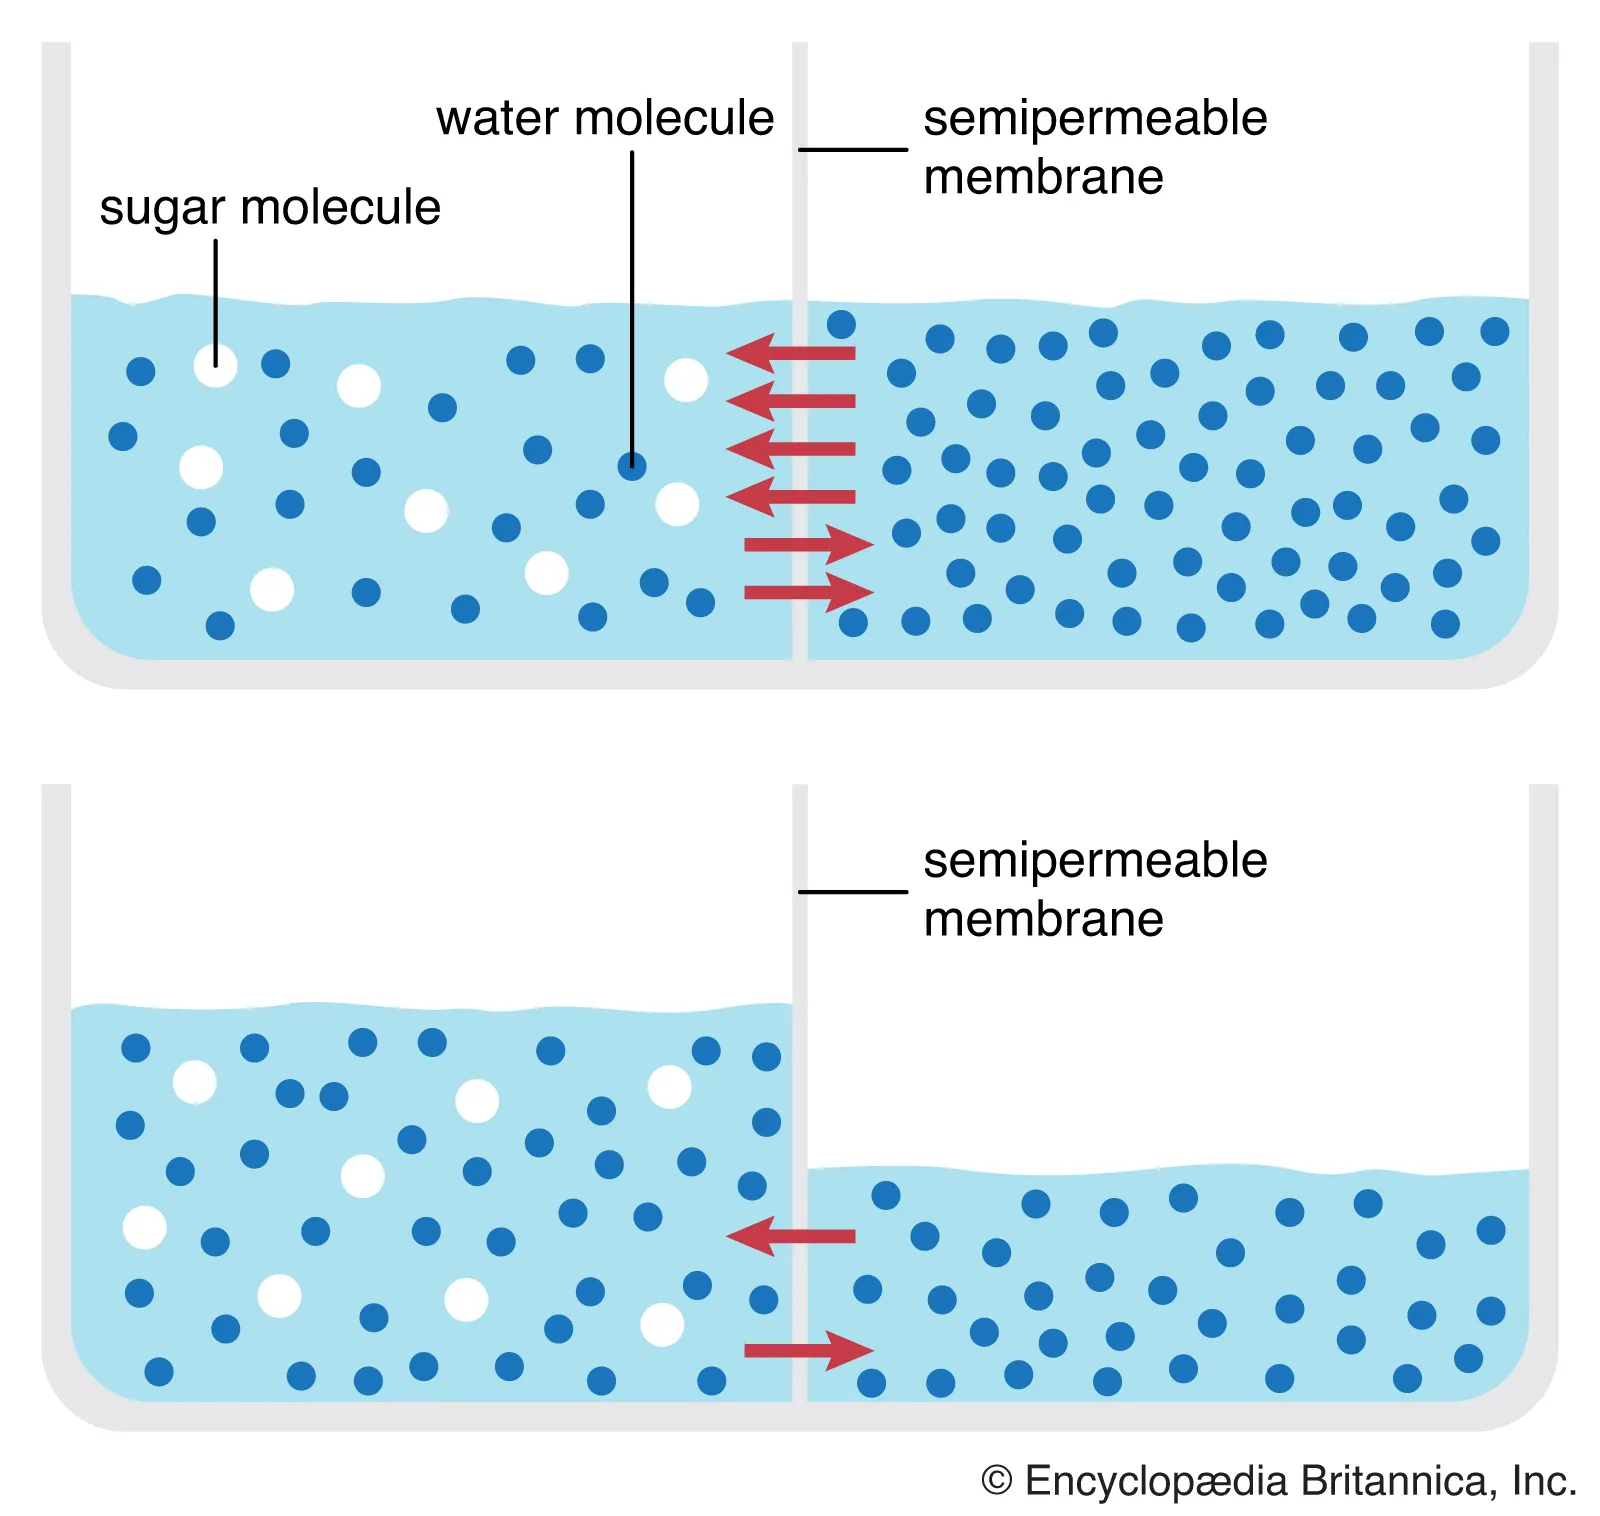 water molecule
semipermeable
membrane
sugar molecule
semipermeable
membrane
© Encyclopædia Britannica, Inc.